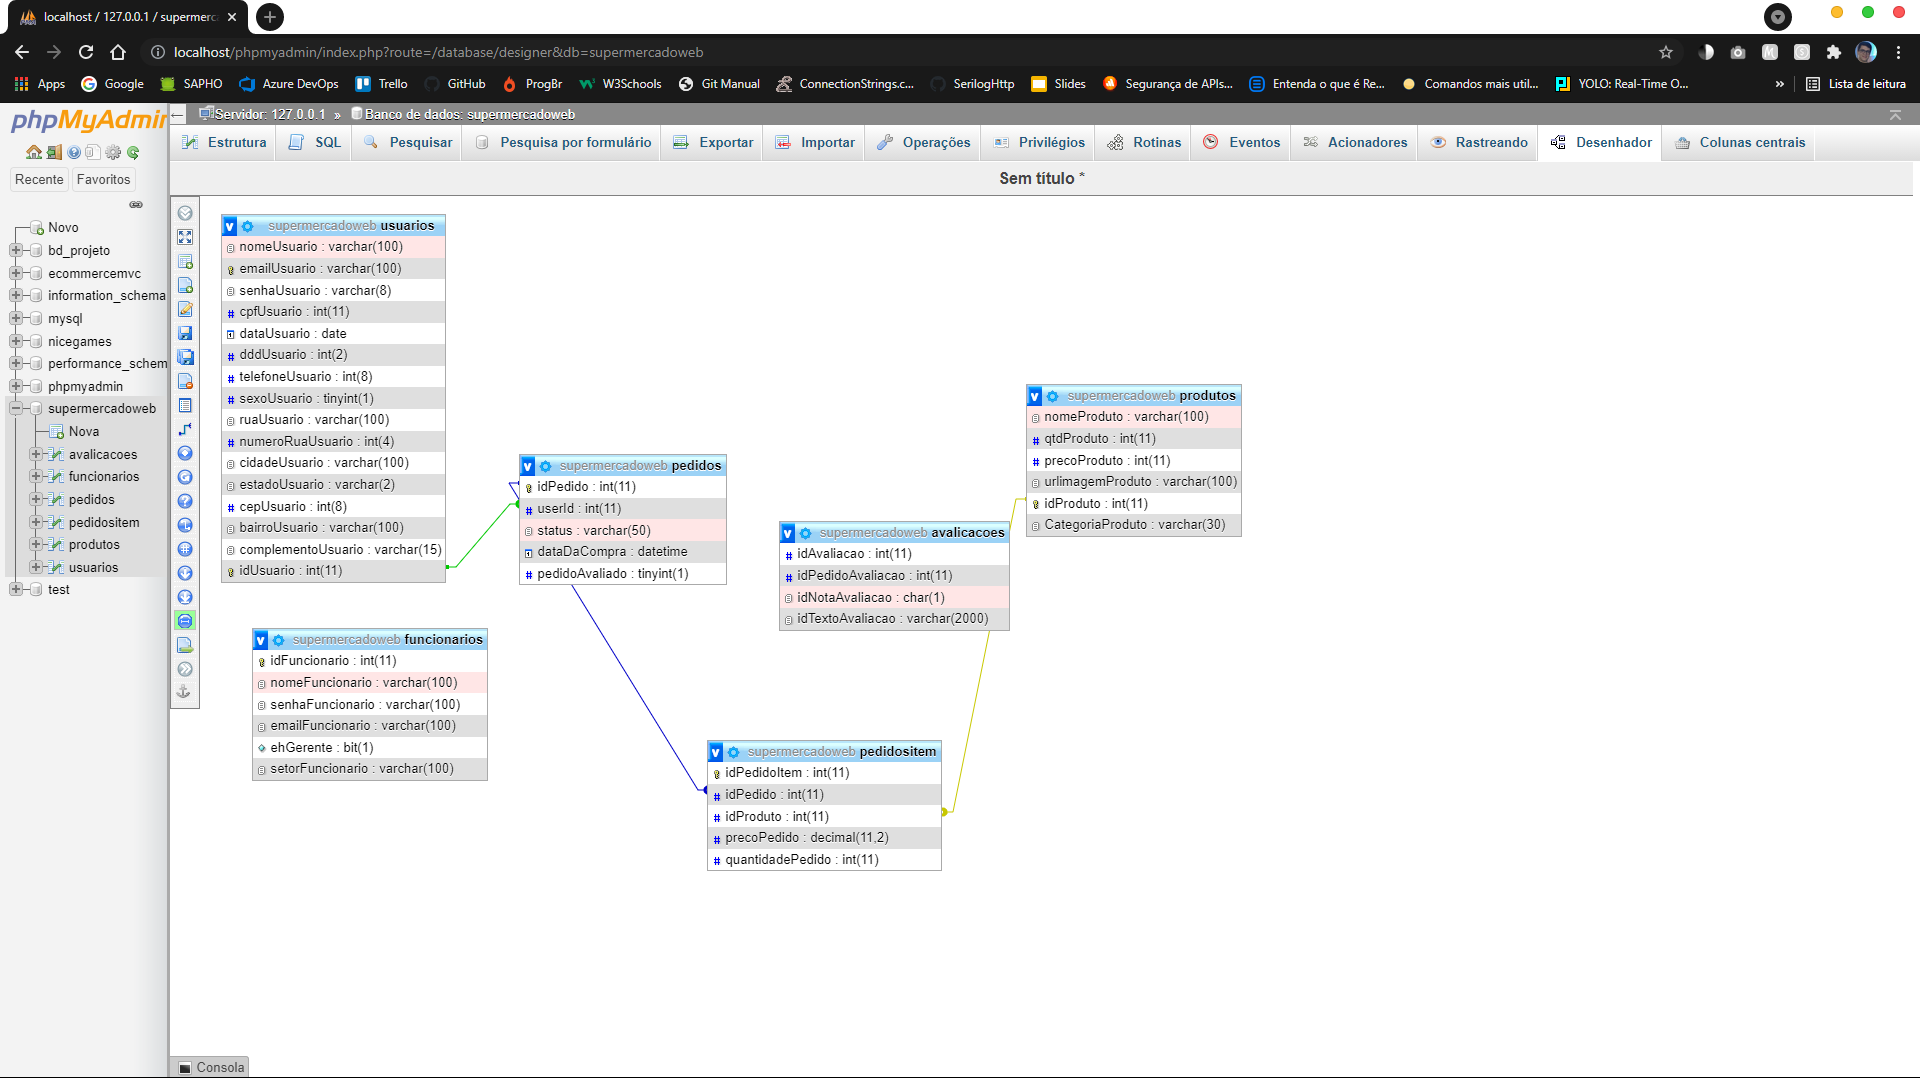 localhost / 127.0.0.1 / supermerc
localhost/phpmyadmin/index.php?route=/database/designer&db=supermercadoweb
Apps Google SAPHO Azure DevOps Trello GitHub ProgBr W3Schools Git Manual ConnectionStrings.c... SerilogHttp Slides Segurança de APIs... Entenda o que é Re... Comandos mais util... YOLO: Real-Time O... » Lista de leitura
phpMyAdmin
Servidor: 127.0.0.1 » Banco de dados: supermercadoweb
Estrutura SQL Pesquisar Pesquisa por formulário Exportar Importar Operações Privilégios Rotinas Eventos Acionadores Rastreando Desenhador Colunas centrais
Recente Favoritos
Sem título *
Novo
bd_projeto
ecommercemvc
information_schema
mysql
nicegames
performance_schem
phpmyadmin
supermercadoweb
Nova
avalicacoes
funcionarios
pedidos
pedidositem
produtos
usuarios
test
v supermercadoweb usuarios
nomeUsuario : varchar(100)
emailUsuario : varchar(100)
senhaUsuario : varchar(8)
# cpfUsuario : int(11)
dataUsuario : date
# dddUsuario : int(2)
# telefoneUsuario : int(8)
# sexoUsuario : tinyint(1)
ruaUsuario : varchar(100)
# numeroRuaUsuario : int(4)
cidadeUsuario : varchar(100)
estadoUsuario : varchar(2)
# cepUsuario : int(8)
bairroUsuario : varchar(100)
complementoUsuario : varchar(15)
idUsuario : int(11)
v supermercadoweb funcionarios
idFuncionario : int(11)
nomeFuncionario : varchar(100)
senhaFuncionario : varchar(100)
emailFuncionario : varchar(100)
ehGerente : bit(1)
setorFuncionario : varchar(100)
v supermercadoweb pedidos
idPedido : int(11)
# userId : int(11)
status : varchar(50)
dataDaCompra : datetime
# pedidoAvaliado : tinyint(1)
v supermercadoweb pedidositem
idPedidoItem : int(11)
# idPedido : int(11)
# idProduto : int(11)
# precoPedido : decimal(11,2)
# quantidadePedido : int(11)
v supermercadoweb avalicacoes
# idAvaliacao : int(11)
# idPedidoAvaliacao : int(11)
idNotaAvaliacao : char(1)
idTextoAvaliacao : varchar(2000)
v supermercadoweb produtos
nomeProduto : varchar(100)
# qtdProduto : int(11)
# precoProduto : int(11)
urlImagemProduto : varchar(100)
idProduto : int(11)
CategoriaProduto : varchar(30)
Consola